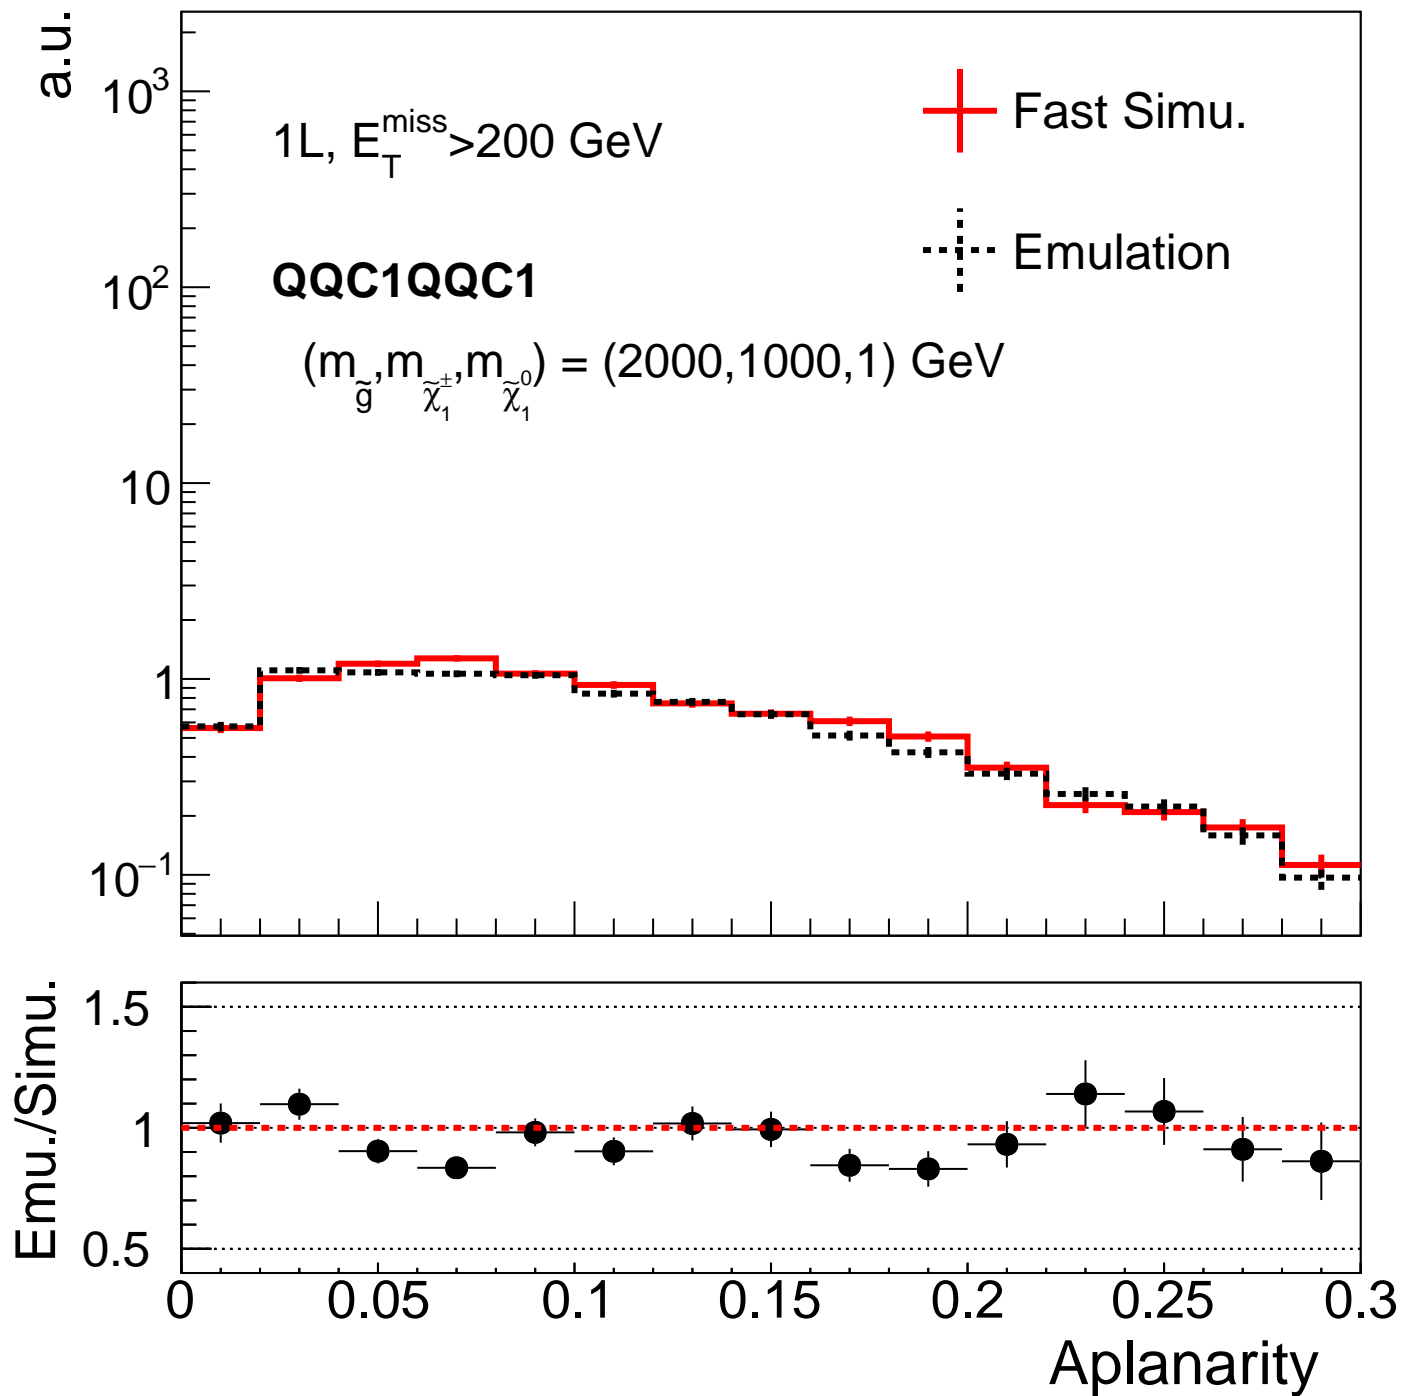 a.u.
10³
10²
10
1
10⁻¹
1L, E_T^miss>200 GeV
Fast Simu.
Emulation
QQC1QQC1
(m_g̃,m_χ̃₁^±,m_χ̃₁⁰) = (2000,1000,1) GeV
Emu./Simu.
1.5
1
0.5
0 0.05 0.1 0.15 0.2 0.25 0.3
Aplanarity